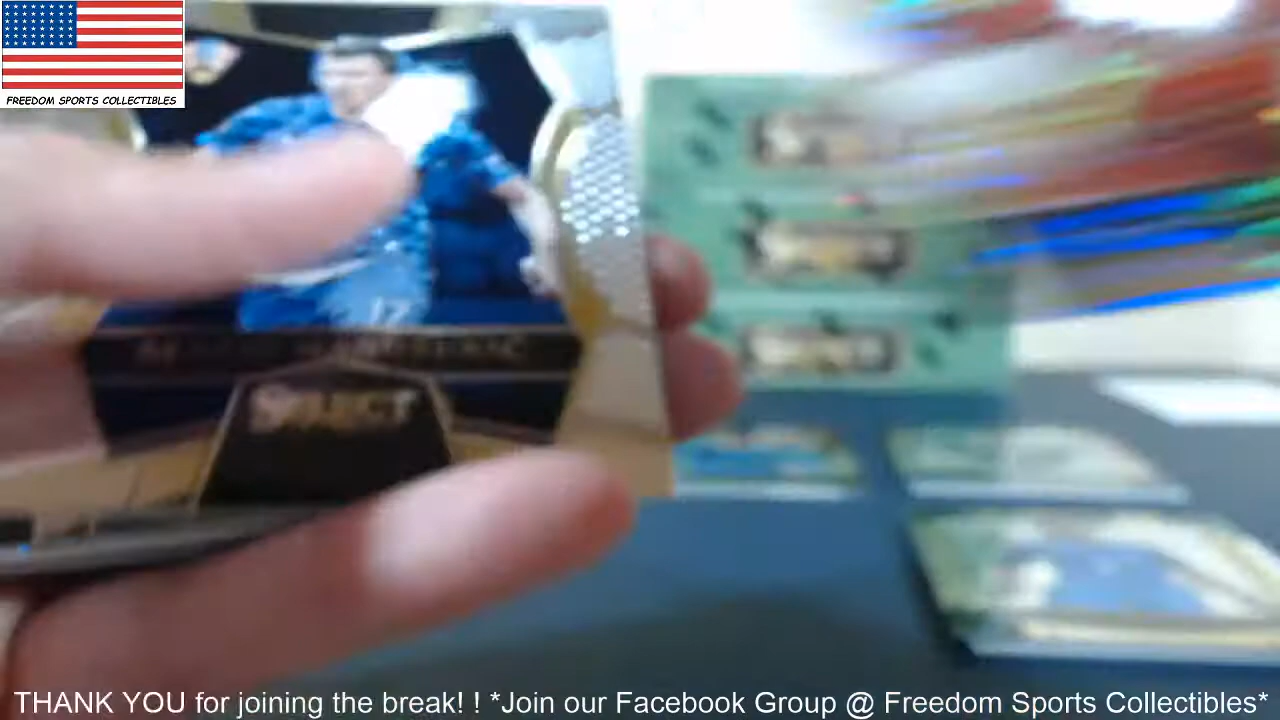 FREEDOM SPORTS COLLECTIBLES
SELECT
THANK YOU for joining the break! ! *Join our Facebook Group @ Freedom Sports Collectibles*